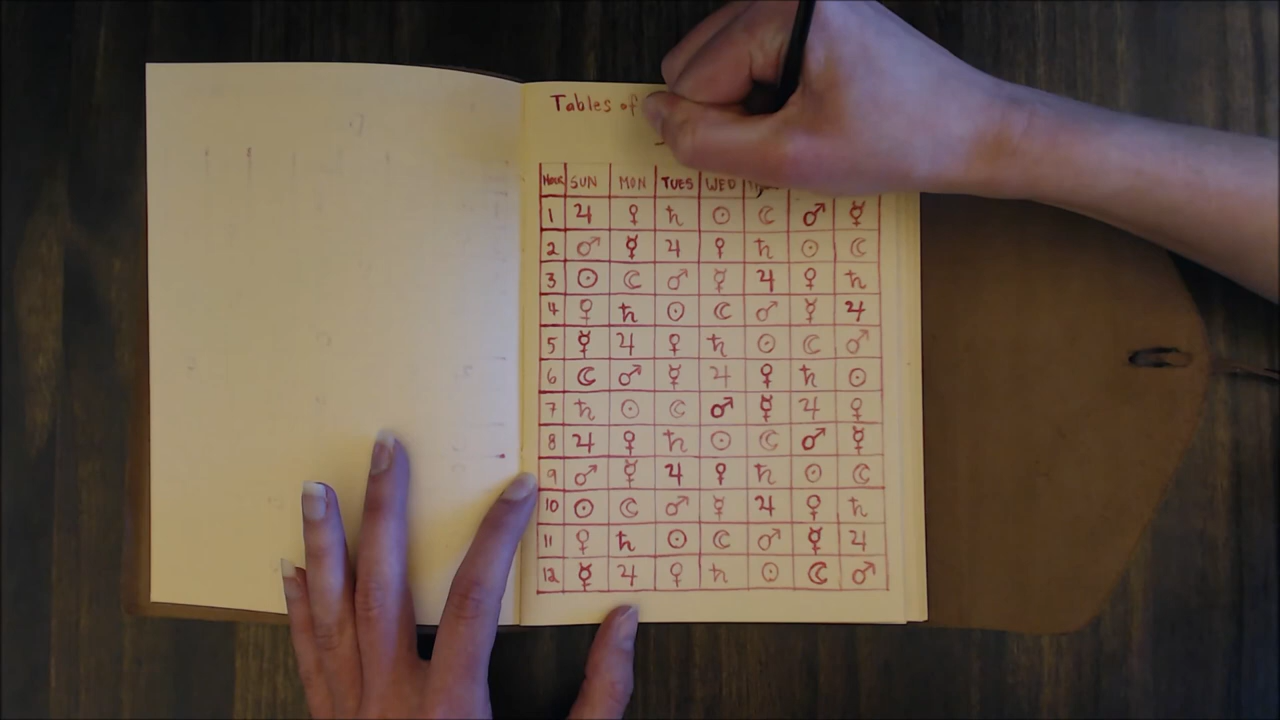 Tables of
HOUR SUN MON TUES WED
1 ♃ ♀ ♄ ☉ ☾ ♂ ☿
2 ♂ ☿ ♃ ♀ ♄ ☉ ☾
3 ☉ ☾ ♂ ☿ ♃ ♀ ♄
4 ♀ ♄ ☉ ☾ ♂ ☿ ♃
5 ☿ ♃ ♀ ♄ ☉ ☾ ♂
6 ☾ ♂ ☿ ♃ ♀ ♄ ☉
7 ♄ ☉ ☾ ♂ ☿ ♃ ♀
8 ♃ ♀ ♄ ☉ ☾ ♂ ☿
9 ♂ ☿ ♃ ♀ ♄ ☉ ☾
10 ☉ ☾ ♂ ☿ ♃ ♀ ♄
11 ♀ ♄ ☉ ☾ ♂ ☿ ♃
12 ☿ ♃ ♀ ♄ ☉ ☾ ♂